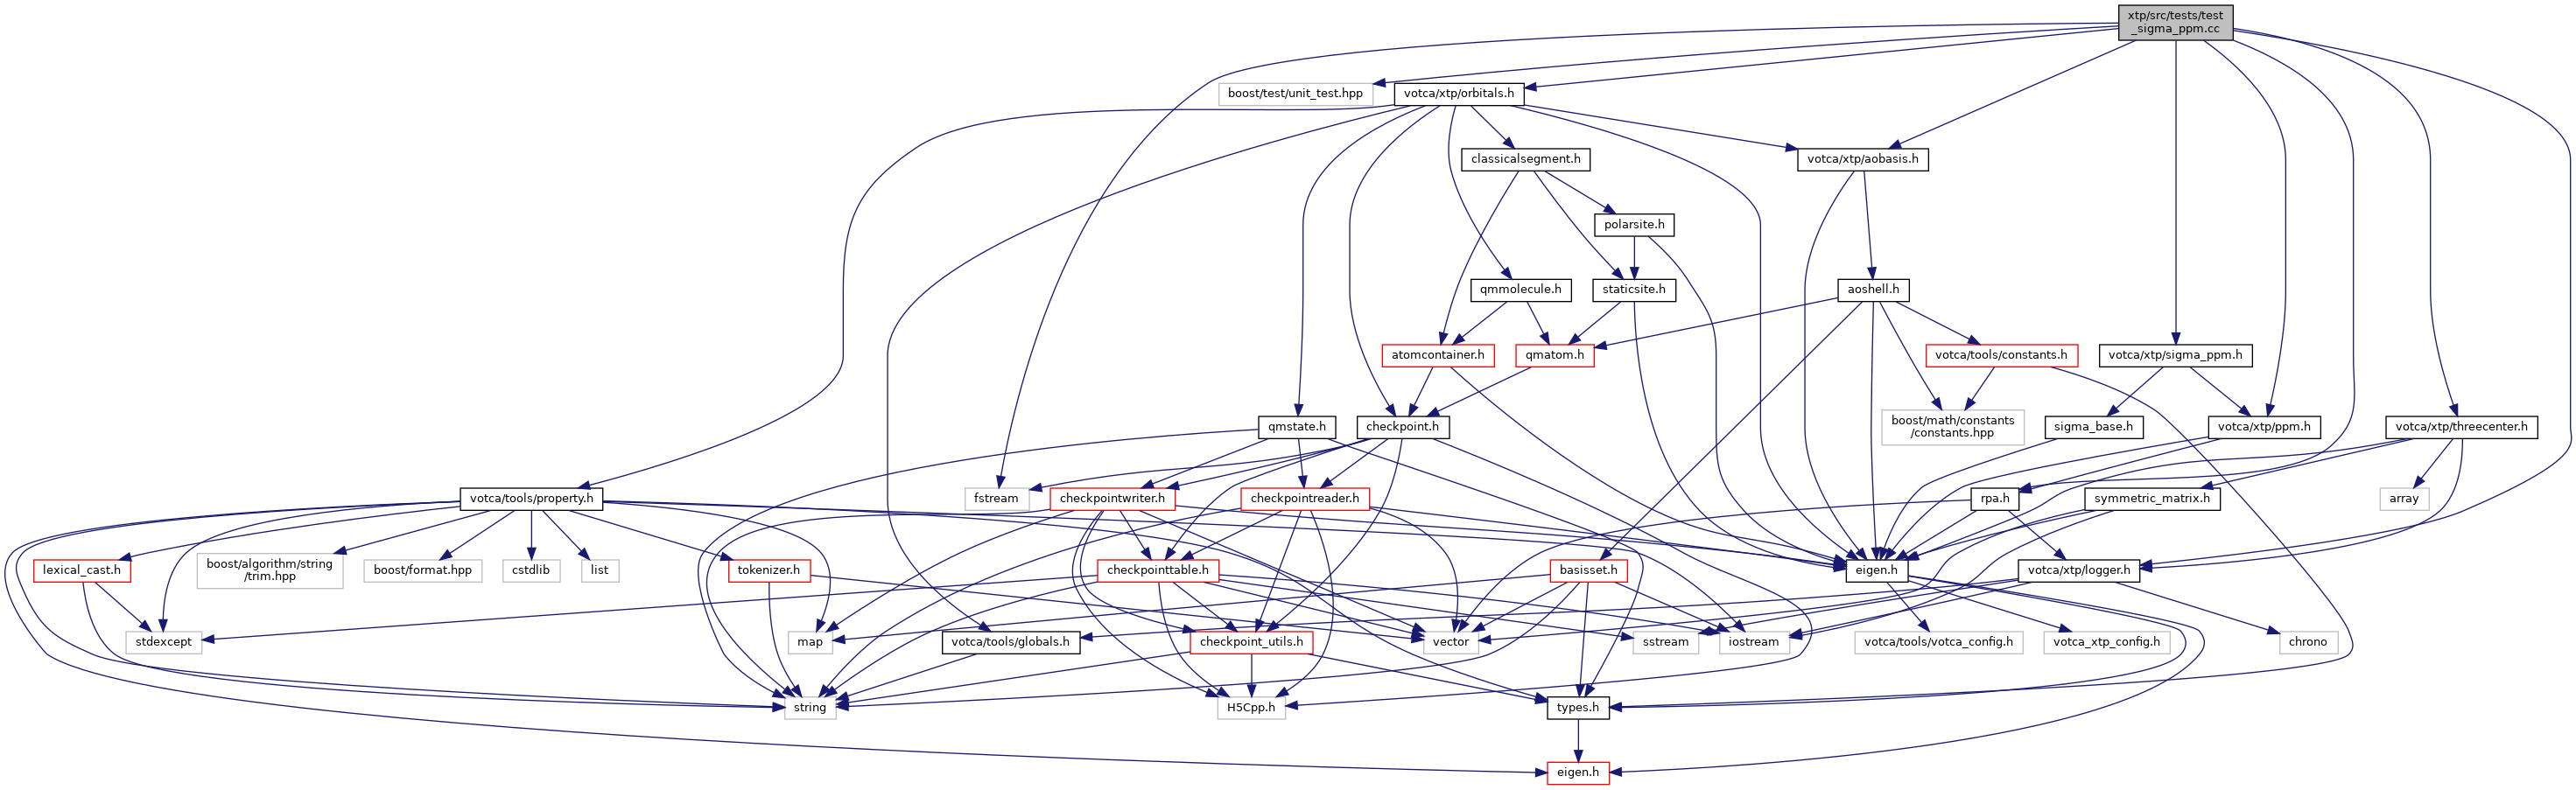 xtp/src/tests/test
_sigma_ppm.cc
boost/test/unit_test.hpp
votca/xtp/orbitals.h
classicalsegment.h
votca/xtp/aobasis.h
polarsite.h
qmmolecule.h
staticsite.h
aoshell.h
atomcontainer.h
qmatom.h
votca/tools/constants.h
votca/xtp/sigma_ppm.h
qmstate.h
checkpoint.h
boost/math/constants
/constants.hpp
sigma_base.h
votca/xtp/ppm.h
votca/xtp/threecenter.h
votca/tools/property.h
fstream
checkpointwriter.h
checkpointreader.h
rpa.h
symmetric_matrix.h
array
lexical_cast.h
boost/algorithm/string
/trim.hpp
boost/format.hpp
cstdlib
list
tokenizer.h
checkpointtable.h
basisset.h
eigen.h
votca/xtp/logger.h
stdexcept
map
votca/tools/globals.h
checkpoint_utils.h
vector
sstream
iostream
votca/tools/votca_config.h
votca_xtp_config.h
chrono
string
H5Cpp.h
types.h
eigen.h